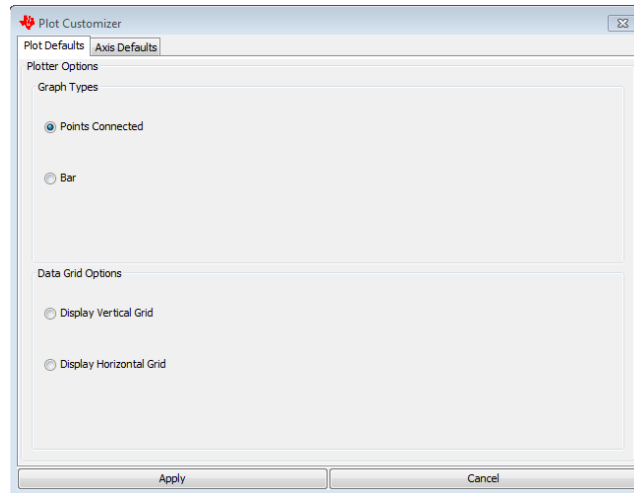 Plot Customizer
Plot Defaults Axis Defaults
Plotter Options
Graph Types
Points Connected
Bar
Data Grid Options
Display Vertical Grid
Display Horizontal Grid
Apply Cancel